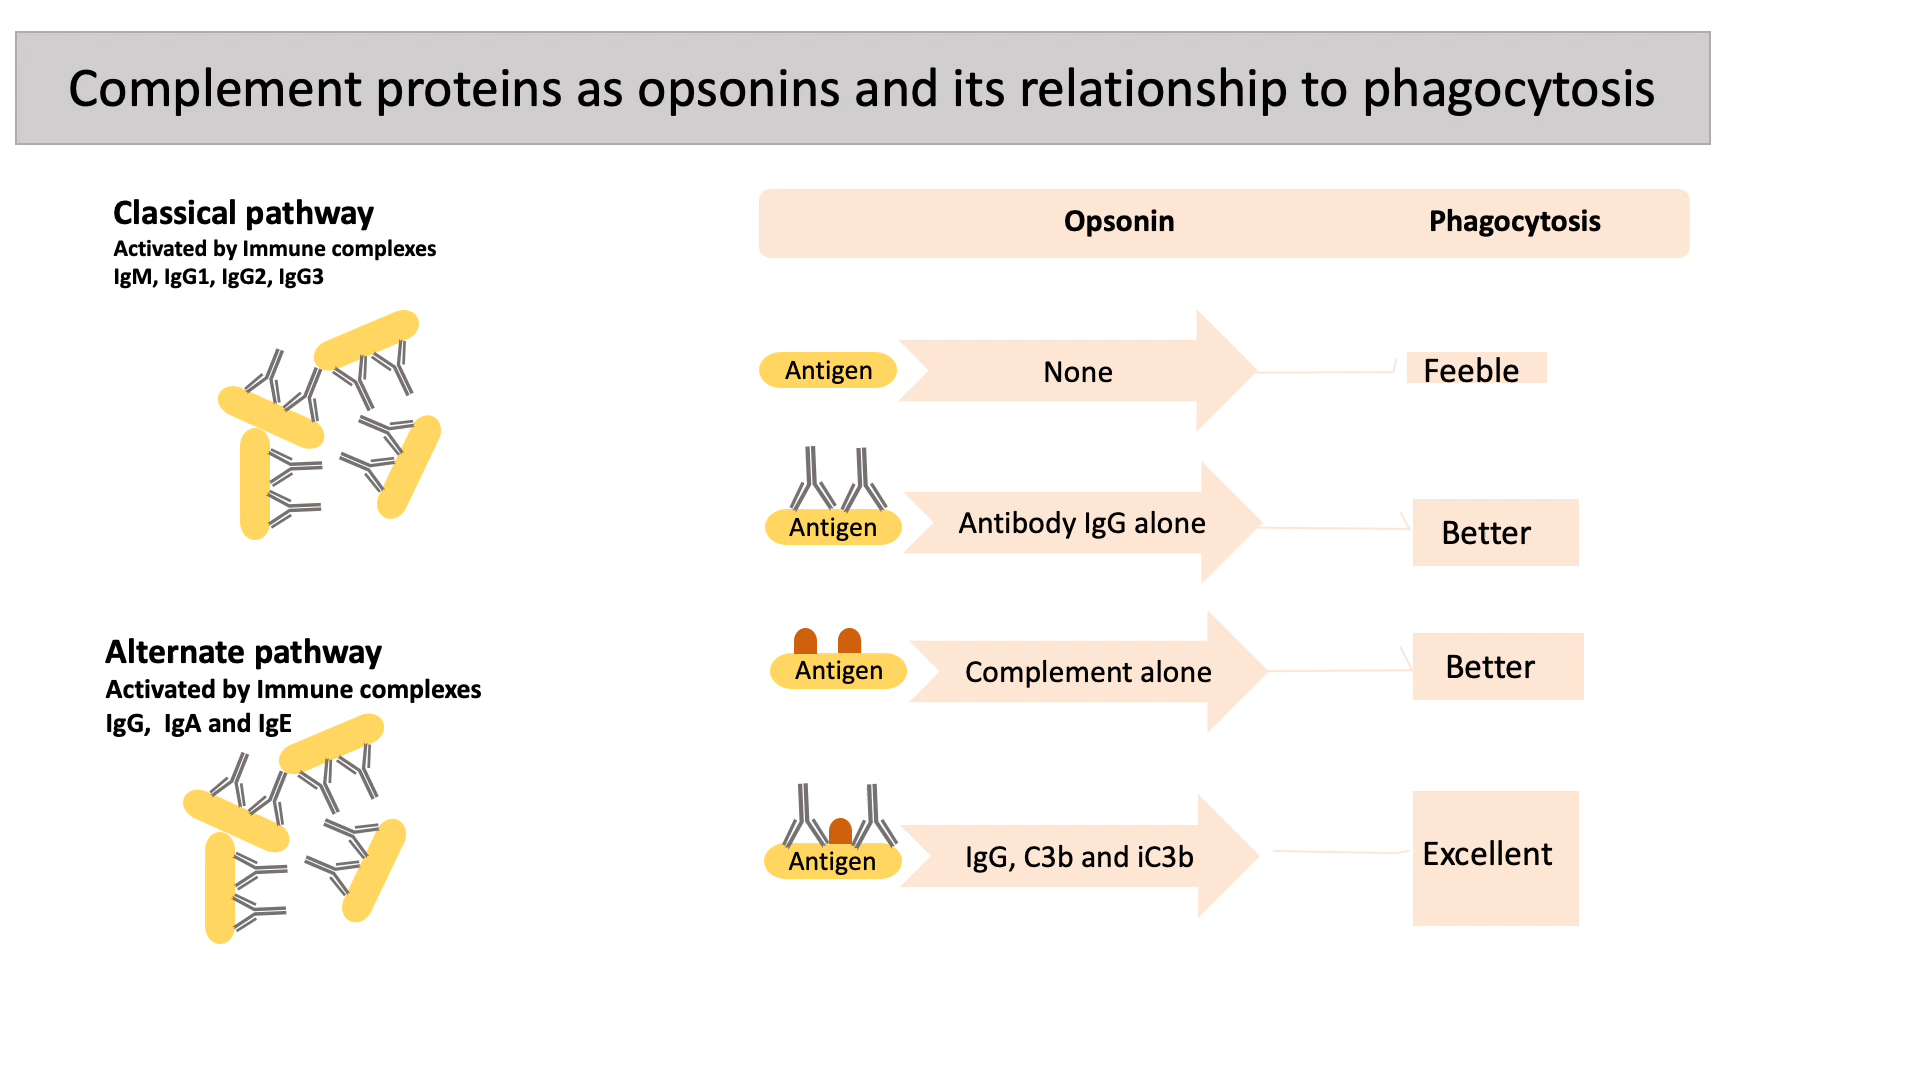 Complement proteins as opsonins and its relationship to phagocytosis
Classical pathway
Activated by Immune complexes
IgM, IgG1, IgG2, IgG3
Alternate pathway
Activated by Immune complexes
IgG,  IgA and IgE
Opsonin Phagocytosis
Antigen None Feeble
Antigen Antibody IgG alone Better
Antigen Complement alone Better
Antigen IgG, C3b and iC3b Excellent